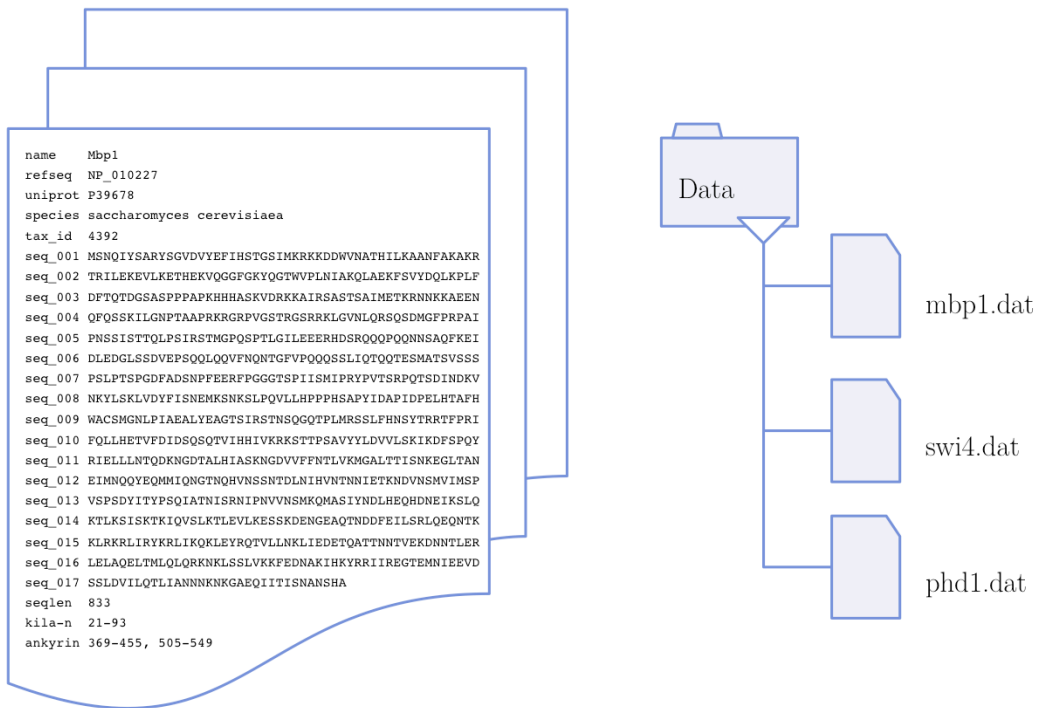 name    Mbp1
refseq  NP_010227
uniprot P39678
species saccharomyces cerevisiaea
tax_id  4392
seq_001 MSNQIYSARYSGVDVYEFIHSTGSIMKRKKDDWVNATHILKAANFAKAKR
seq_002 TRILEKEVLKETHEKVQGGFGKYQGTWVPLNIAKQLAEKFSVYDQLKPLF
seq_003 DFTQTDGSASPPPAPKHHHASKVDRKKAIRSASTSAIMETKRNNKKAEEN
seq_004 QFQSSKILGNPTAAPRKRGRPVGSTRGSRRKLGVNLQRSQSDMGFPRPAI
seq_005 PNSSISTTQLPSIRSTMGPQSPTLGILEEERHDSRQQQPQQNNSAQFKEI
seq_006 DLEDGLSSDVEPSQQLQQVFNQNTGFVPQQQSSLIQTQQTESMATSVSSS
seq_007 PSLPTSPGDFADSNPFEERFPGGGTSPIISMIPRYPVTSRPQTSDINDKV
seq_008 NKYLSKLVDYFISNEMKSNKSLPQVLLHPPPHSAPYIDAPIDPELHTAFH
seq_009 WACSMGNLPIAEALYEAGTSIRSTNSQGQTPLMRSSLFHNSYTRRTFPRI
seq_010 FQLLHETVFDIDSQSQTVIHHIVKRKSTTPSAVYYLDVVLSKIKDFSPQY
seq_011 RIELLLNTQDKNGDTALHIASKNGDVVFFNTLVKMGALTTISNKEGLTAN
seq_012 EIMNQQYEQMMIQNGTNQHVNSSNTDLNIHVNTNNIETKNDVNSMVIMSP
seq_013 VSPSDYITYPSQIATNISRNIPNVVNSMKQMASIYNDLHEQHDNEIKSLQ
seq_014 KTLKSISKTKIQVSLKTLEVLKESSKDENGEAQTNDDFEILSRLQEQNTK
seq_015 KLRKRLIRYKRLIKQKLEYRQTVLLNKLIEDETQATTNNTVEKDNNTLER
seq_016 LELAQELTMLQLQRKNKLSSLVKKFEDNAKIHKYRRIIREGTEMNIEEVD
seq_017 SSLDVILQTLIANNNKNKGAEQIITISNANSHA
seqlen  833
kila-n  21-93
ankyrin 369-455, 505-549
Data
mbp1.dat
swi4.dat
phd1.dat